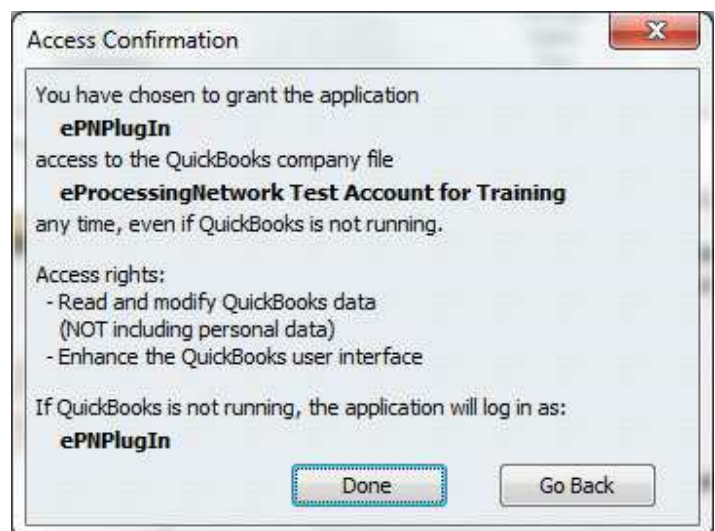 Access Confirmation
You have chosen to grant the application
ePNPlugIn
access to the QuickBooks company file
eProcessingNetwork Test Account for Training
any time, even if QuickBooks is not running.
Access rights:
- Read and modify QuickBooks data
(NOT including personal data)
- Enhance the QuickBooks user interface
If QuickBooks is not running, the application will log in as:
ePNPlugIn
Done
Go Back